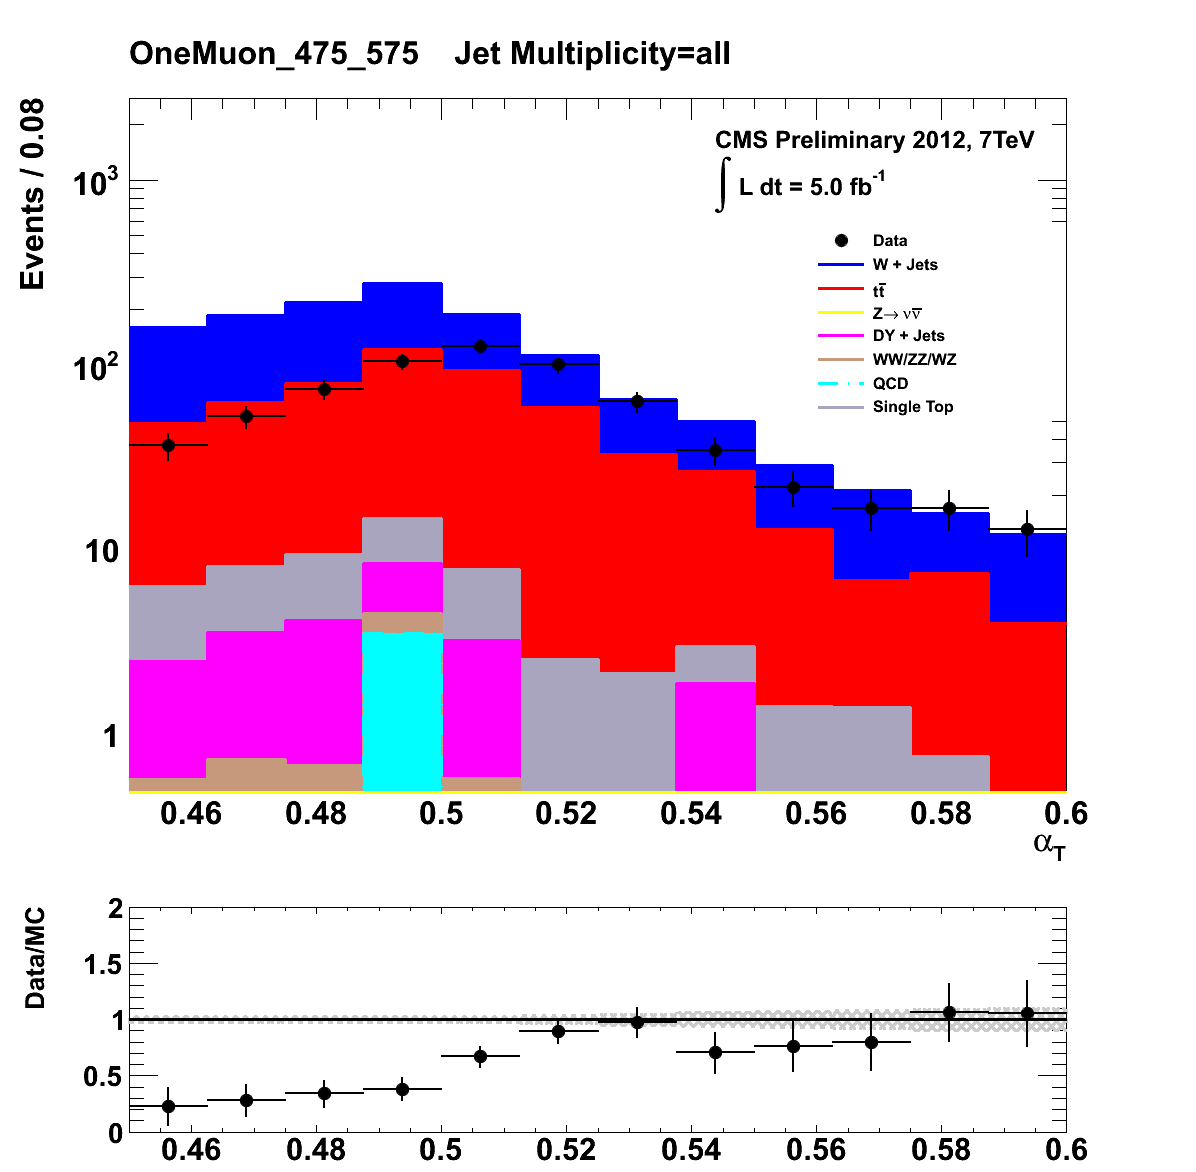 OneMuon_475_575 Jet Multiplicity=all
Events / 0.08
CMS Preliminary 2012, 7TeV
∫ L dt = 5.0 fb⁻¹
Data
W + Jets
tt̅
Z→ νν̅
DY + Jets
WW/ZZ/WZ
QCD
Single Top
10³
10²
10
1
0.46 0.48 0.5 0.52 0.54 0.56 0.58 0.6
α_T
Data/MC
2
1.5
1
0.5
0
0.46 0.48 0.5 0.52 0.54 0.56 0.58 0.6